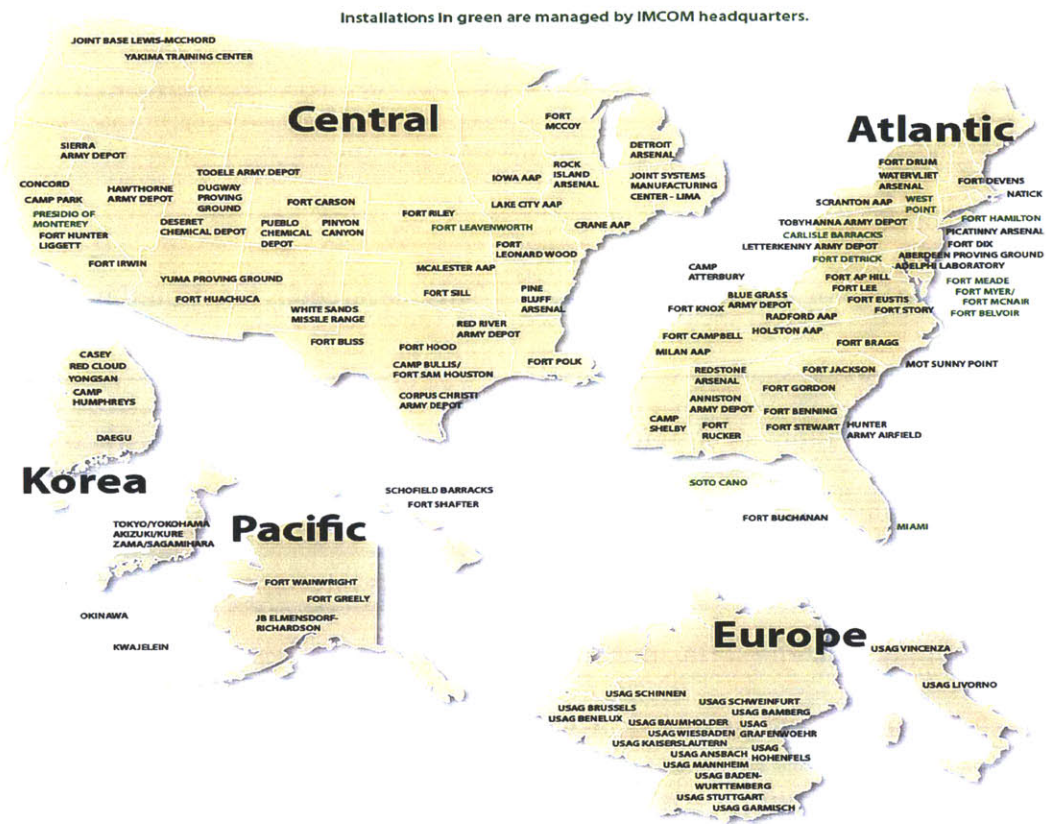 Installations in green are managed by IMCOM headquarters.
JOINT BASE LEWIS-MCCHORD
YAKIMA TRAINING CENTER
Central
SIERRA
ARMY DEPOT
CONCORD
CAMP PARK
PRESIDIO OF
MONTEREY
FORT HUNTER
LIGGETT
HAWTHORNE
ARMY DEPOT
TOOELE ARMY DEPOT
DUGWAY
PROVING
GROUND
DESERET
CHEMICAL DEPOT
FORT CARSON
PUEBLO
CHEMICAL
DEPOT
PINYON
CANYON
FORT IRWIN
YUMA PROVING GROUND
FORT HUACHUCA
WHITE SANDS
MISSILE RANGE
FORT BLISS
FORT MCCOY
DETROIT
ARSENAL
IOWA AAP
ROCK
ISLAND
ARSENAL
JOINT SYSTEMS
MANUFACTURING
CENTER - LIMA
LAKE CITY AAP
FORT RILEY
FORT LEAVENWORTH
CRANE AAP
FORT
LEONARD WOOD
MCALESTER AAP
FORT SILL
PINE
BLUFF
ARSENAL
RED RIVER
ARMY DEPOT
FORT HOOD
CAMP BULLIS/
FORT SAM HOUSTON
FORT POLK
CORPUS CHRISTI
ARMY DEPOT
Atlantic
FORT DRUM
WATERVLIET
ARSENAL
FORT DEVENS
NATICK
SCRANTON AAP
WEST
POINT
TOBYHANNA ARMY DEPOT
FORT HAMILTON
CARLISLE BARRACKS
PICATINNY ARSENAL
LETTERKENNY ARMY DEPOT
FORT DIX
FORT DETRICK
ABERDEEN PROVING GROUND
ADELPHI LABORATORY
CAMP
ATTERBURY
FORT AP HILL
FORT MEADE
FORT LEE
FORT MYER/
FORT MCNAIR
BLUE GRASS
ARMY DEPOT
FORT EUSTIS
FORT KNOX
FORT STORY
FORT BELVOIR
RADFORD AAP
FORT CAMPBELL
HOLSTON AAP
MILAN AAP
FORT BRAGG
REDSTONE
ARSENAL
FORT JACKSON
MOT SUNNY POINT
FORT GORDON
ANNISTON
ARMY DEPOT
FORT BENNING
CAMP
SHELBY
FORT
RUCKER
FORT STEWART
HUNTER
ARMY AIRFIELD
SOTO CANO
FORT BUCHANAN
MIAMI
CASEY
RED CLOUD
YONGSAN
CAMP
HUMPHREYS
DAEGU
Korea
TOKYO/YOKOHAMA
AKIZUKI/KURE
ZAMA/SAGAMIHARA
OKINAWA
KWAJELEIN
Pacific
SCHOFIELD BARRACKS
FORT SHAFTER
FORT WAINWRIGHT
FORT GREELY
JB ELMENSDORF-
RICHARDSON
Europe
USAG VINCENZA
USAG LIVORNO
USAG SCHINNEN
USAG BRUSSELS
USAG BENELUX
USAG SCHWEINFURT
USAG BAMBERG
USAG BAUMHOLDER
USAG
GRAFENWOEHR
USAG WIESBADEN
USAG KAISERSLAUTERN
USAG ANSBACH
USAG
HOHENFELS
USAG MANNHEIM
USAG BADEN-
WURTTEMBERG
USAG STUTTGART
USAG GARMISCH